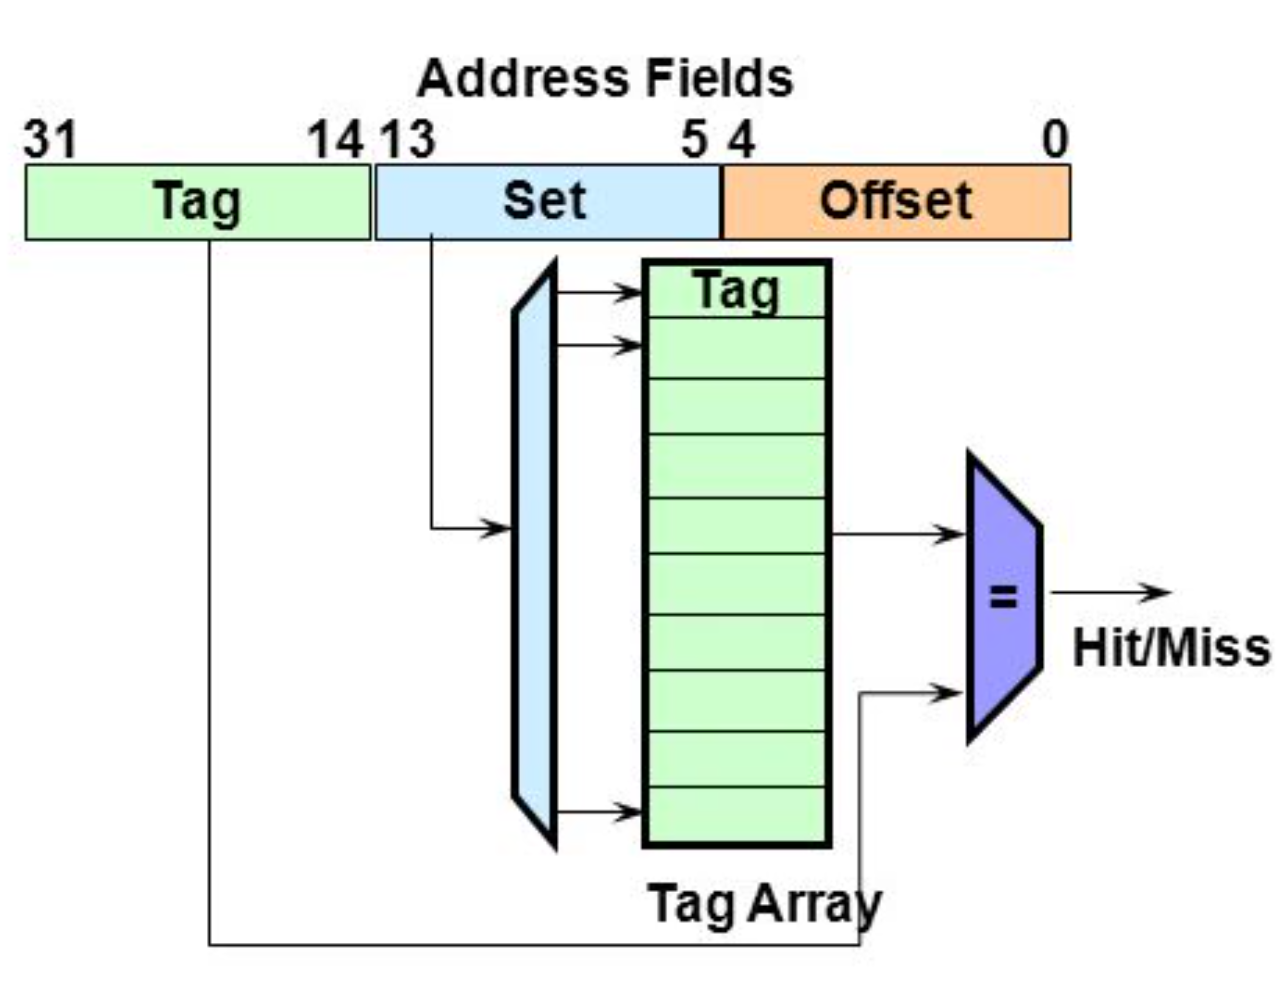 Address Fields
31 14 13 5 4 0
Tag Set Offset
Tag
=
Hit/Miss
Tag Array